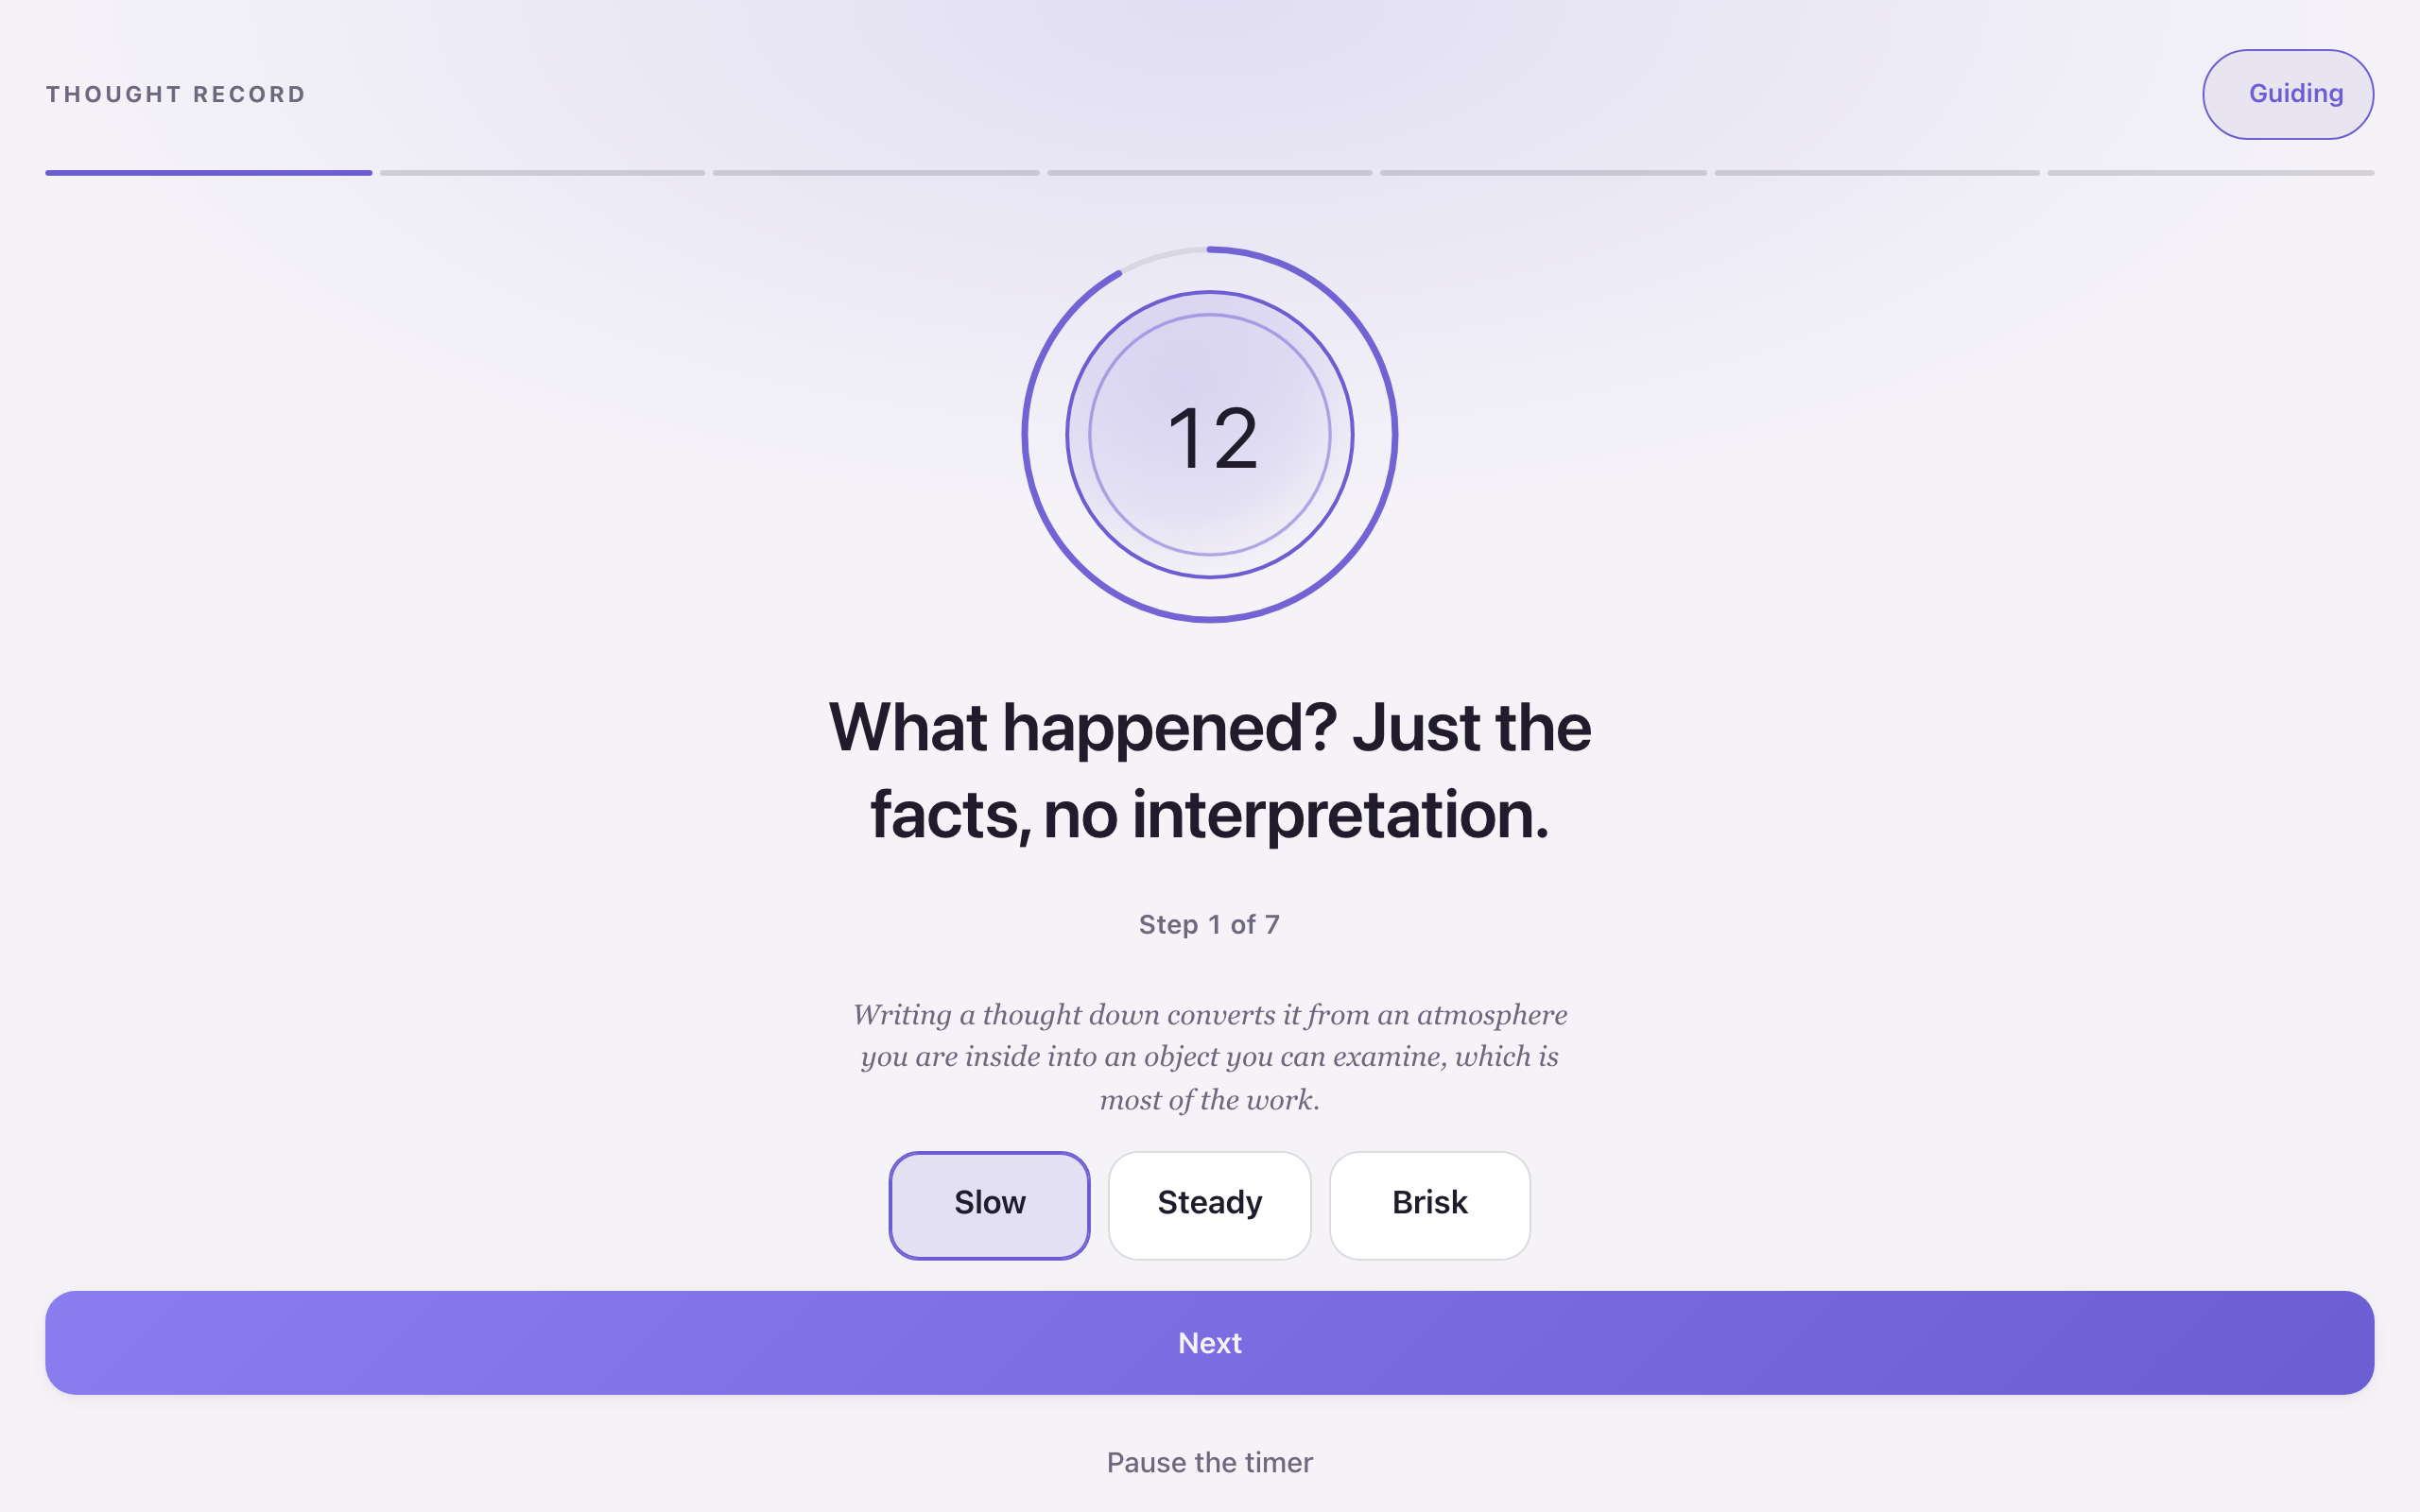 THOUGHT RECORD
Guiding
12
What happened? Just the
facts, no interpretation.
Step 1 of 7
Writing a thought down converts it from an atmosphere
you are inside into an object you can examine, which is
most of the work.
Slow
Steady
Brisk
Next
Pause the timer